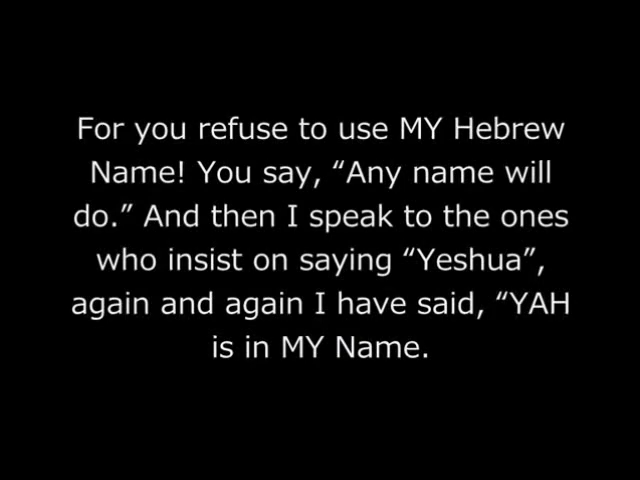 For you refuse to use MY Hebrew
Name! You say, “Any name will
do.” And then I speak to the ones
who insist on saying “Yeshua”,
again and again I have said, “YAH
is in MY Name.